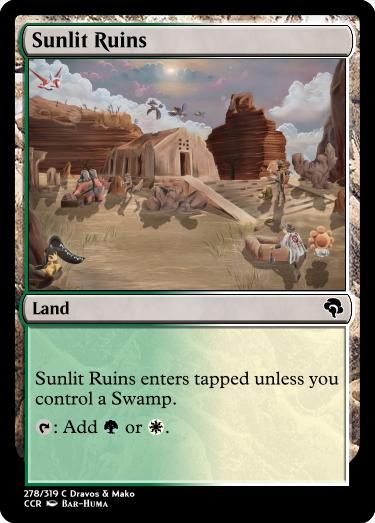 Sunlit Ruins
Land
Sunlit Ruins enters tapped unless you
control a Swamp.
: Add or .
278/319 C Dravos & Mako
CCR Bar-Huma